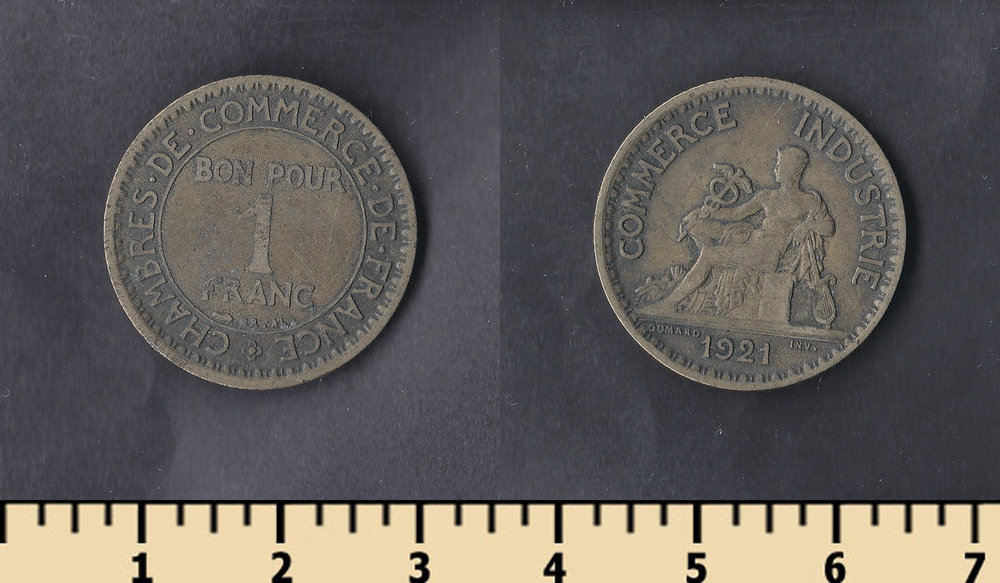 CHAMBRES · DE · COMMERCE · DE · FRANCE
BON POUR
1
FRANC
COMMERCE INDUSTRIE
DOMARD. INV.
1921
1 2 3 4 5 6 7